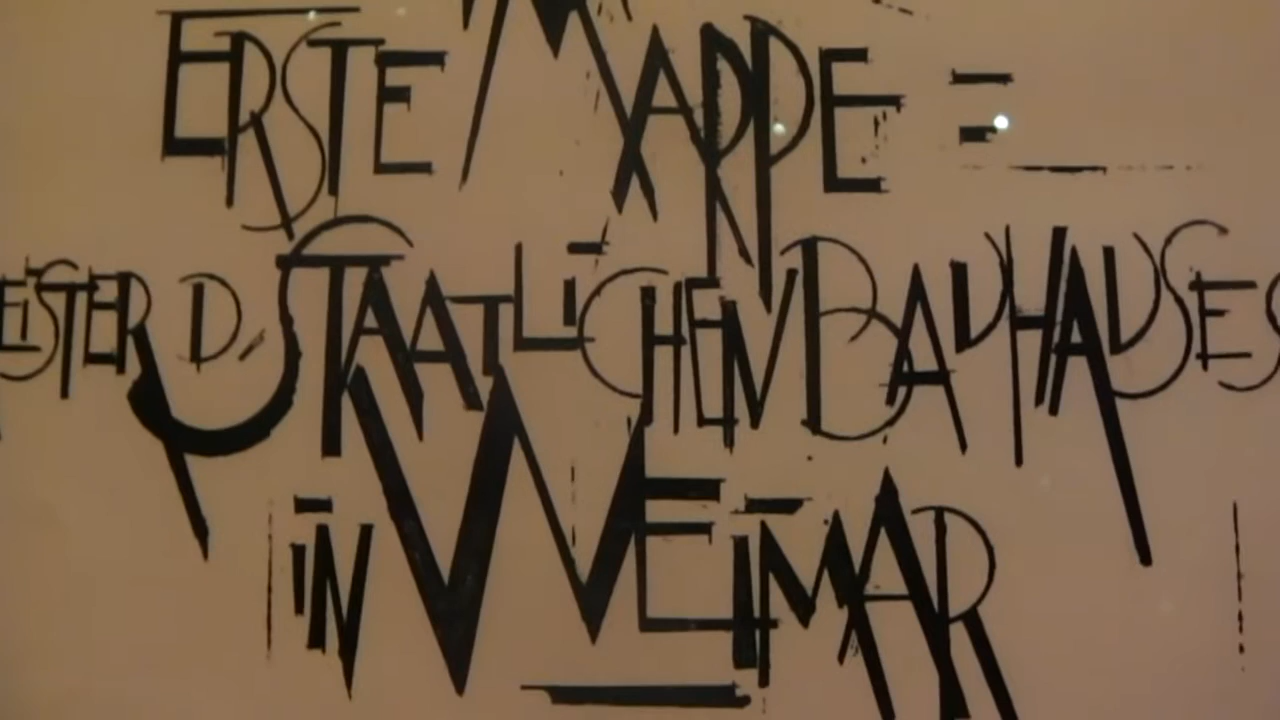 ERSTE MAPPE =
EISTER D. STAATLICHEN BAUHAUSES
IN WEIMAR